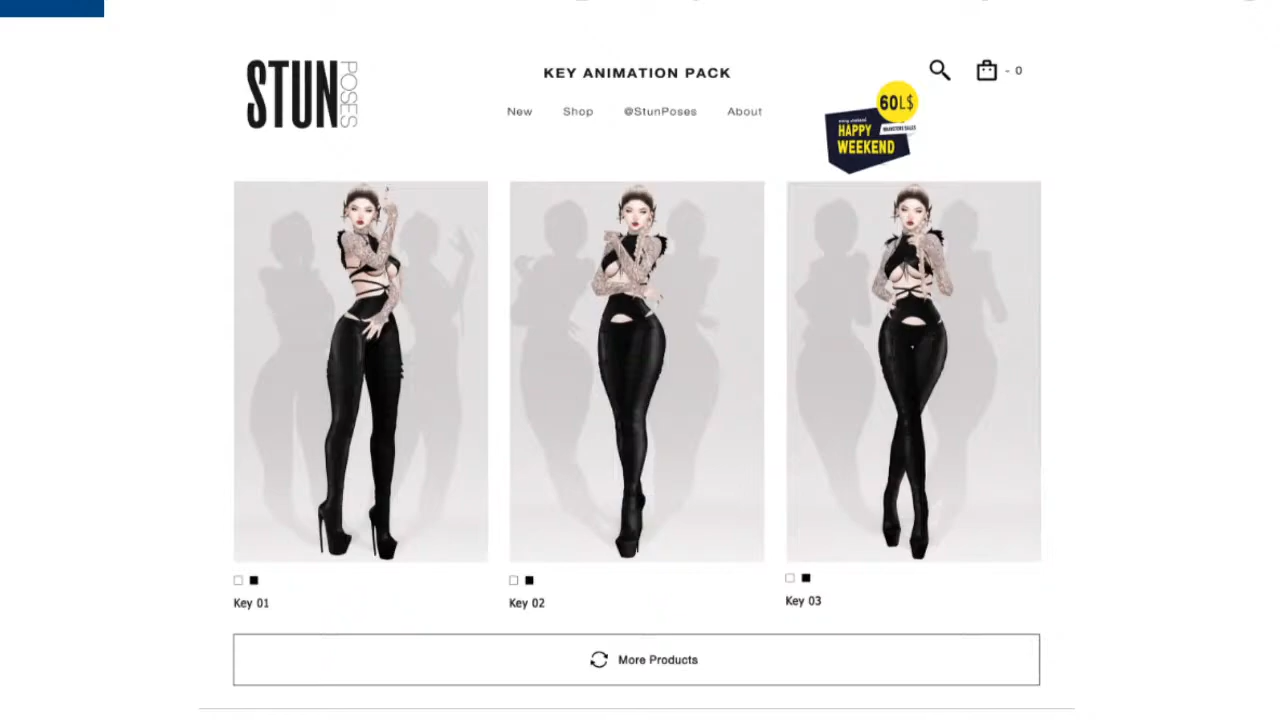 STUN
POSES
KEY ANIMATION PACK
- 0
New Shop @StunPoses About
60L$
HAPPY
WEEKEND
Key 01
Key 02
Key 03
More Products